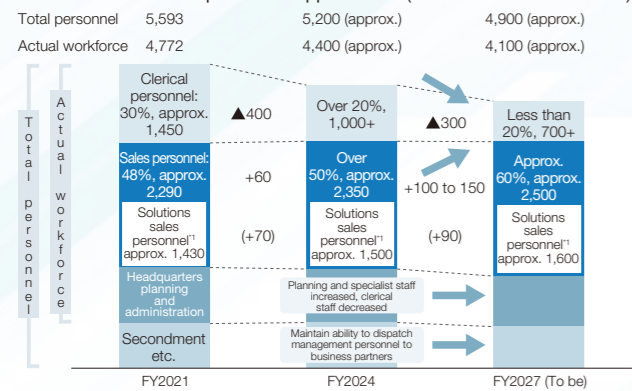 Total personnel 5,593 5,200 (approx.) 4,900 (approx.)
Actual workforce 4,772 4,400 (approx.) 4,100 (approx.)
Total personnel
Actual workforce
Clerical
personnel:
30%, approx.
1,450
▲400
Over 20%,
1,000+
▲300
Less than
20%, 700+
Sales personnel:
48%, approx.
2,290
+60
Over
50%, approx.
2,350
+100 to 150
Approx.
60%, approx.
2,500
Solutions
sales
personnel*1
approx. 1,430
(+70)
Solutions
sales
personnel*1
approx. 1,500
(+90)
Solutions
sales
personnel*1
approx. 1,600
Headquarters
planning
and
administration
Planning and specialist staff
increased, clerical
staff decreased
Secondment
etc.
Maintain ability to dispatch
management personnel to
business partners
FY2021 FY2024 FY2027 (To be)